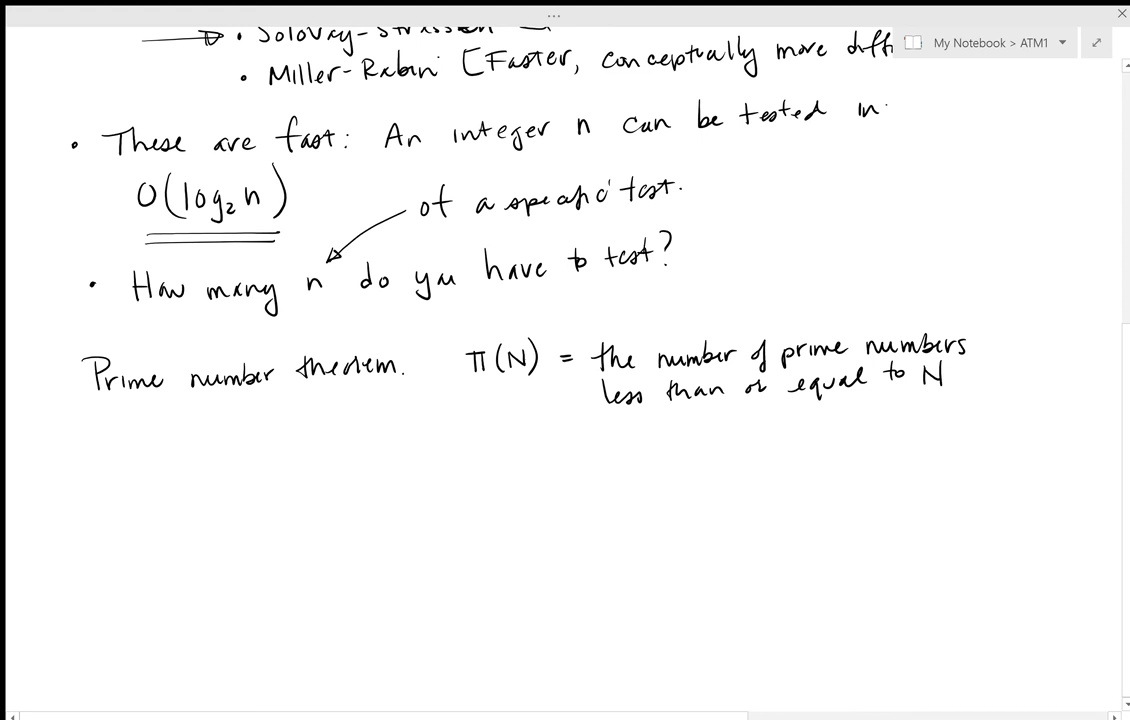 ...
My Notebook > ATM1
• Solovay-Strassen
• Miller-Rabin [Faster, conceptually more diff
• These are fast: An integer n can be tested in
O(log₂ n)
of a specific test.
• How many n do you have to test?
Prime number theorem. π(N) = the number of prime numbers
less than or equal to N